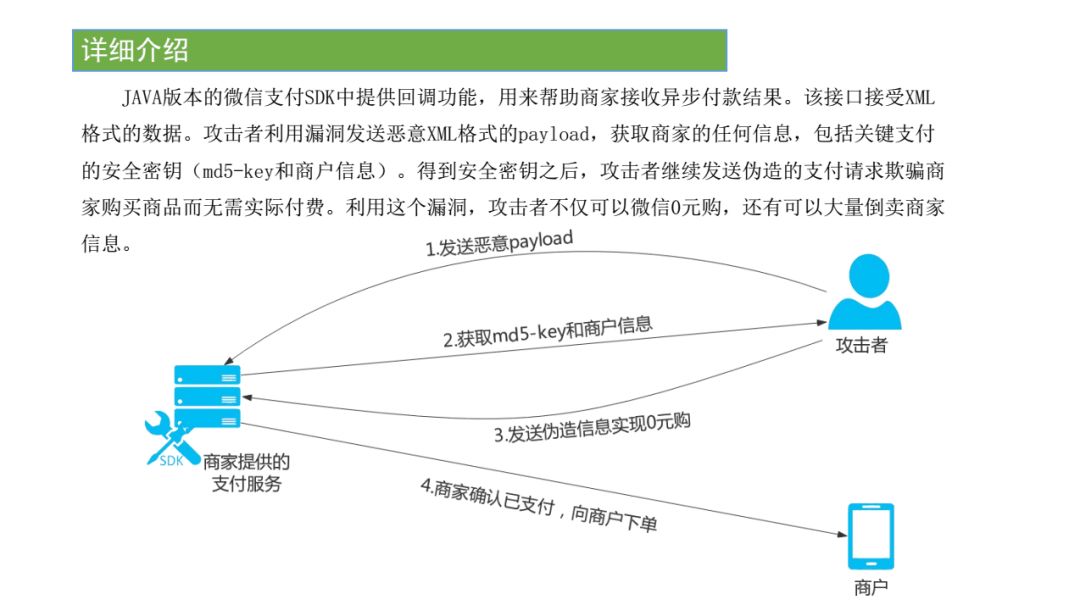 详细介绍
JAVA版本的微信支付SDK中提供回调功能，用来帮助商家接收异步付款结果。该接口接受XML
格式的数据。攻击者利用漏洞发送恶意XML格式的payload，获取商家的任何信息，包括关键支付
的安全密钥（md5-key和商户信息）。得到安全密钥之后，攻击者继续发送伪造的支付请求欺骗商
家购买商品而无需实际付费。利用这个漏洞，攻击者不仅可以微信0元购，还有可以大量倒卖商家
信息。
1.发送恶意payload
2.获取md5-key和商户信息
攻击者
3.发送伪造信息实现0元购
SDK
商家提供的
支付服务
4.商家确认已支付，向商户下单
商户